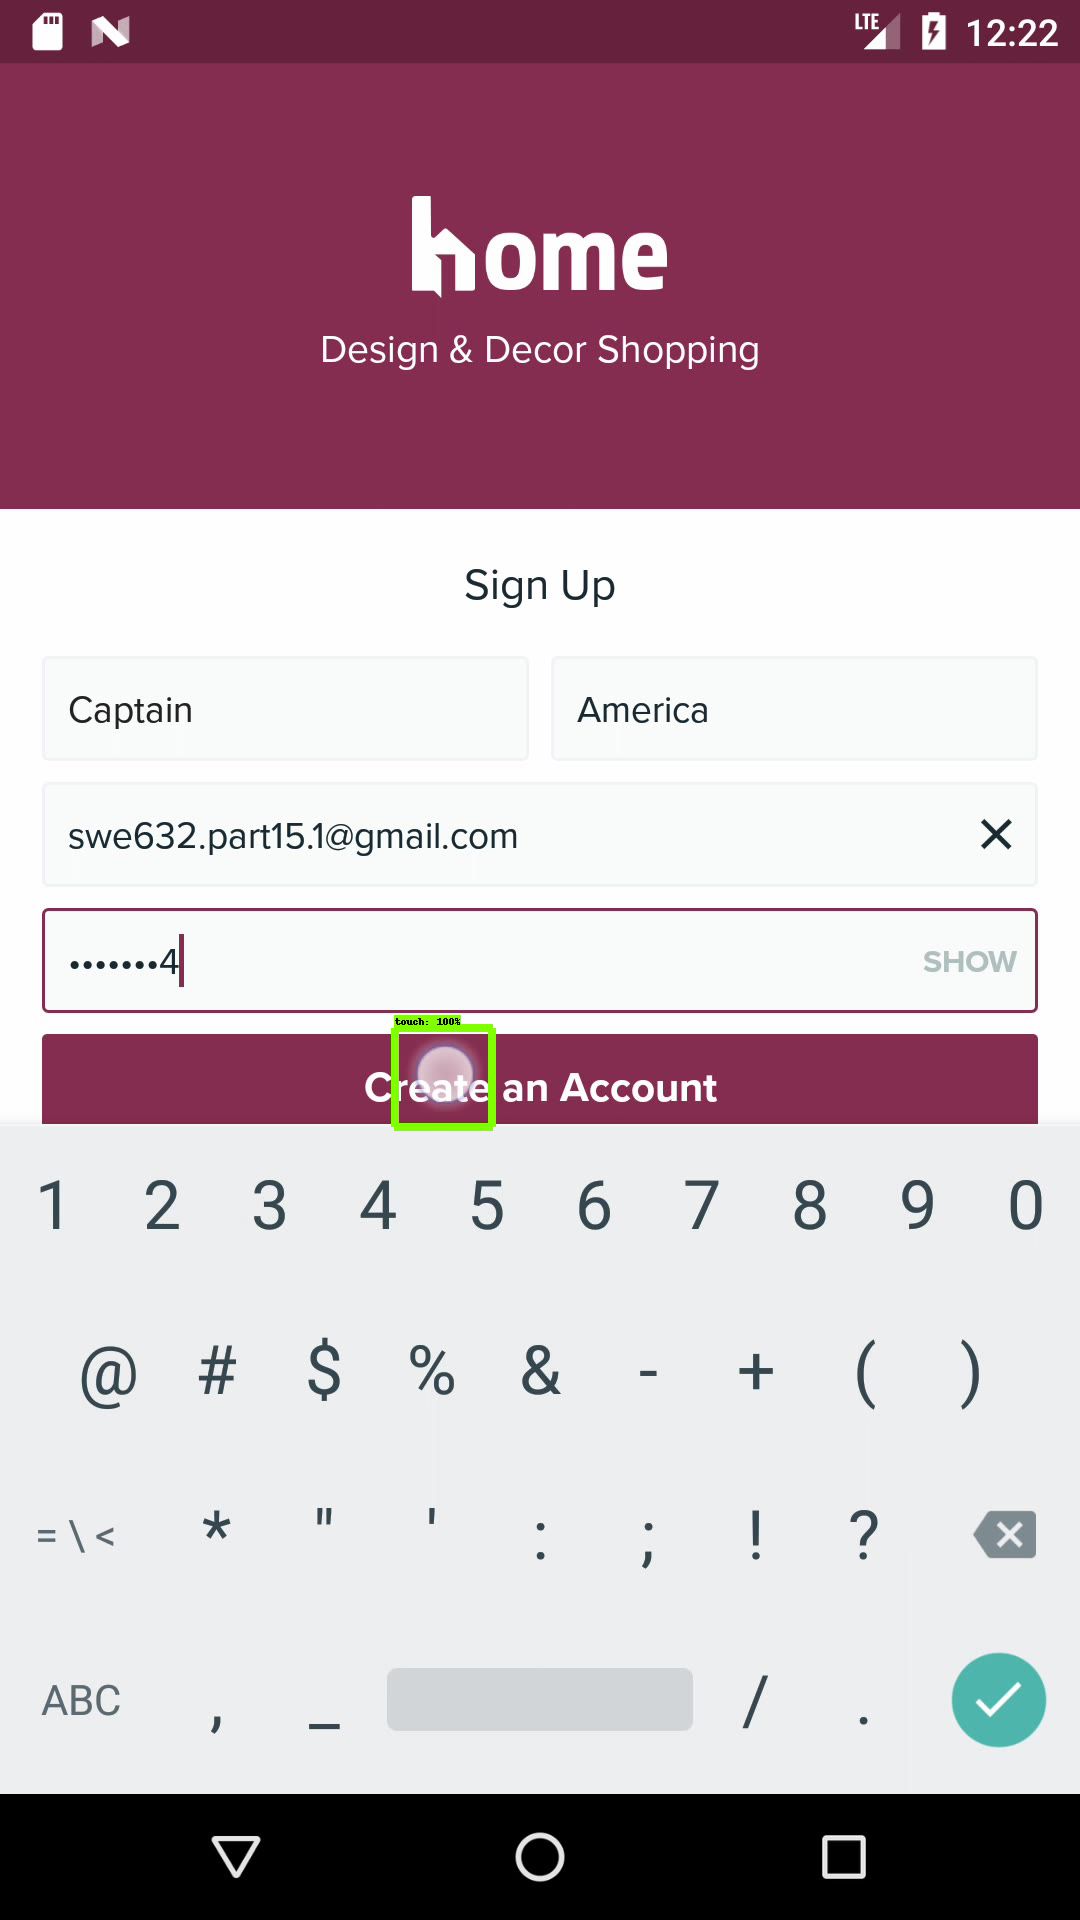 LTE 12:22
home
Design & Decor Shopping
Sign Up
Captain America
swe632.part15.1@gmail.com
•••••••4 SHOW
touch: 100%
Create an Account
1 2 3 4 5 6 7 8 9 0
@ # $ % & - + ( )
= \ < * " ' : ; ! ?
ABC , _ / .